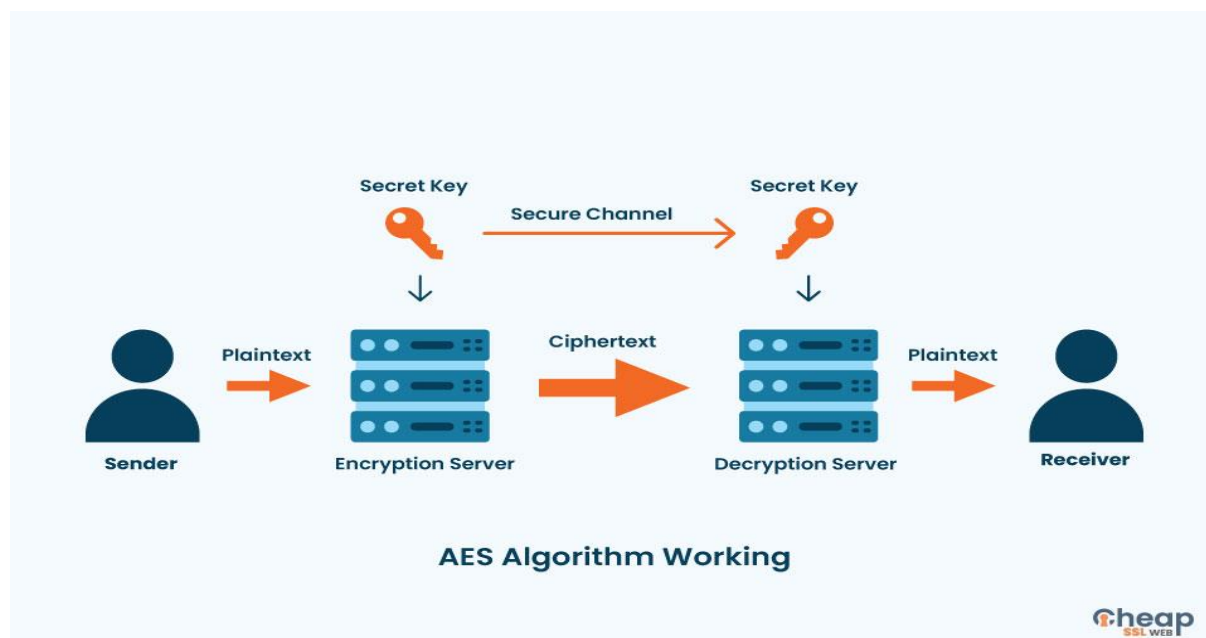 Secret Key
Secret Key
Secure Channel
Plaintext
Ciphertext
Plaintext
Sender
Encryption Server
Decryption Server
Receiver
AES Algorithm Working
Cheap
SSL WEB